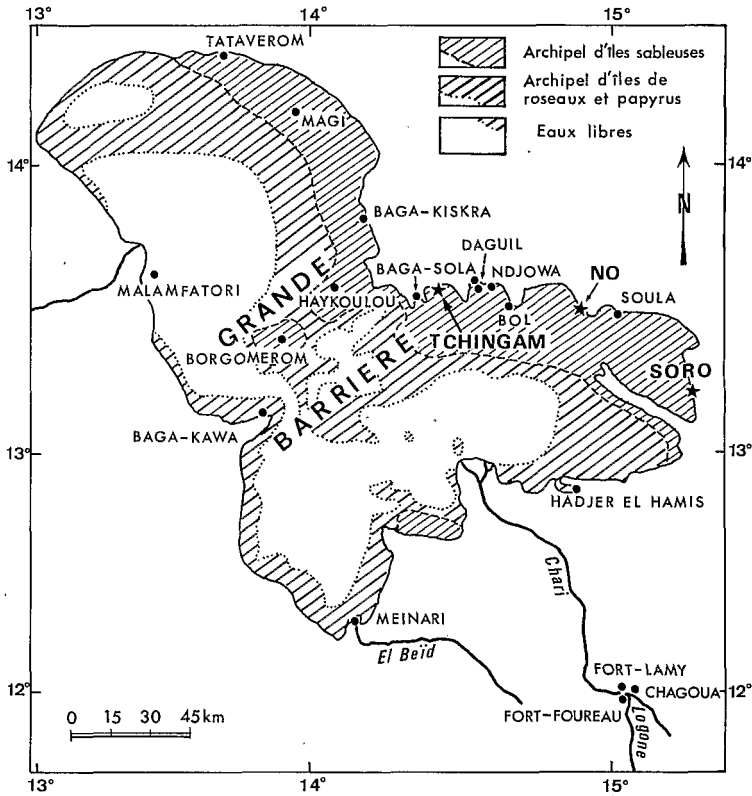 13°
14°
15°
TATAVEROM
Archipel d'îles sableuses
Archipel d'îles de
roseaux et papyrus
Eaux libres
MAGI
14°
14°
N
BAGA-KISKRA
DAGUIL
BAGA-SOLA
NDJOWA
NO
MALAMFATORI
HAYKOULOU
SOULA
BOL
GRANDE
TCHINGAM
BORGOMEROM
SORO
BARRIERE
BAGA-KAWA
13°
13°
HADJER EL HAMIS
Chari
MEINARI
El Beïd
FORT-LAMY
12°
CHAGOUA
12°
FORT-FOUREAU
Logone
0 15 30 45 km
13°
14°
15°